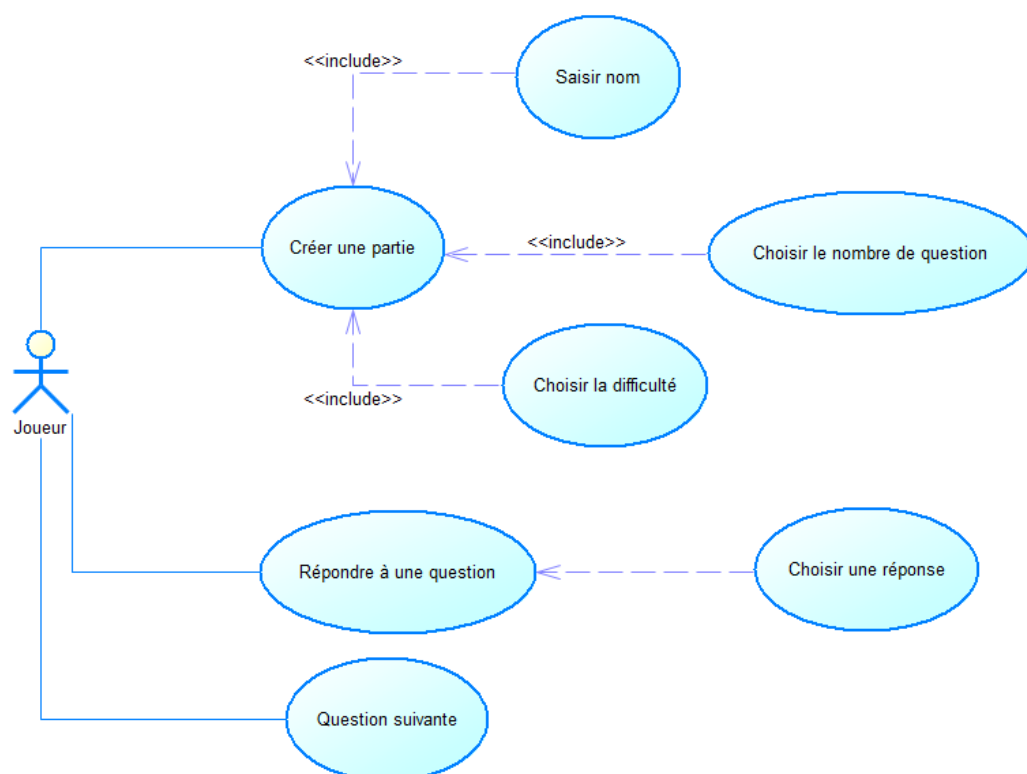 <<include>>
Saisir nom
Créer une partie
<<include>>
Choisir le nombre de question
Choisir la difficulté
<<include>>
Joueur
Répondre à une question
Choisir une réponse
Question suivante